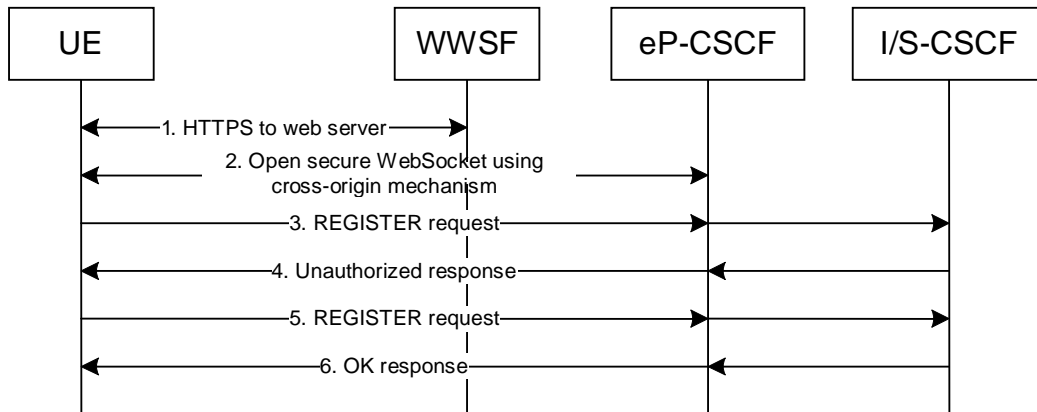 UE
WWSF
eP-CSCF
I/S-CSCF
1. HTTPS to web server
2. Open secure WebSocket using
cross-origin mechanism
3. REGISTER request
4. Unauthorized response
5. REGISTER request
6. OK response